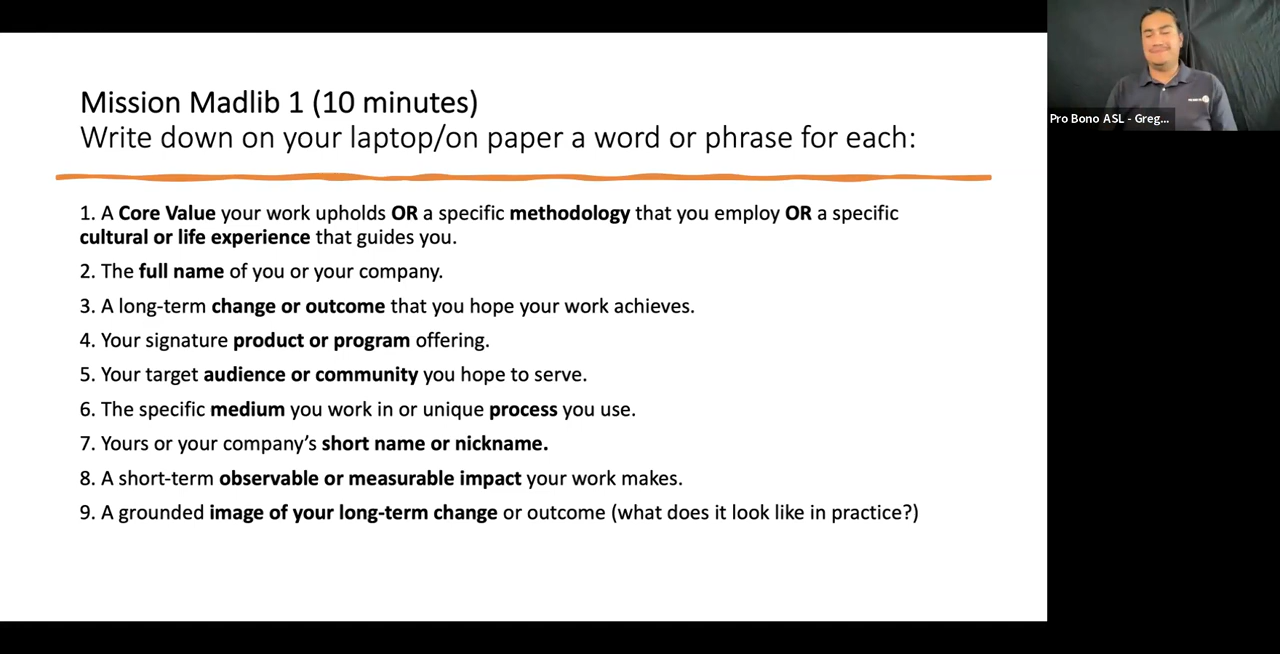 Mission Madlib 1 (10 minutes)
Write down on your laptop/on paper a word or phrase for each:
1. A Core Value your work upholds OR a specific methodology that you employ OR a specific
cultural or life experience that guides you.
2. The full name of you or your company.
3. A long-term change or outcome that you hope your work achieves.
4. Your signature product or program offering.
5. Your target audience or community you hope to serve.
6. The specific medium you work in or unique process you use.
7. Yours or your company’s short name or nickname.
8. A short-term observable or measurable impact your work makes.
9. A grounded image of your long-term change or outcome (what does it look like in practice?)
Pro Bono ASL - Greg...